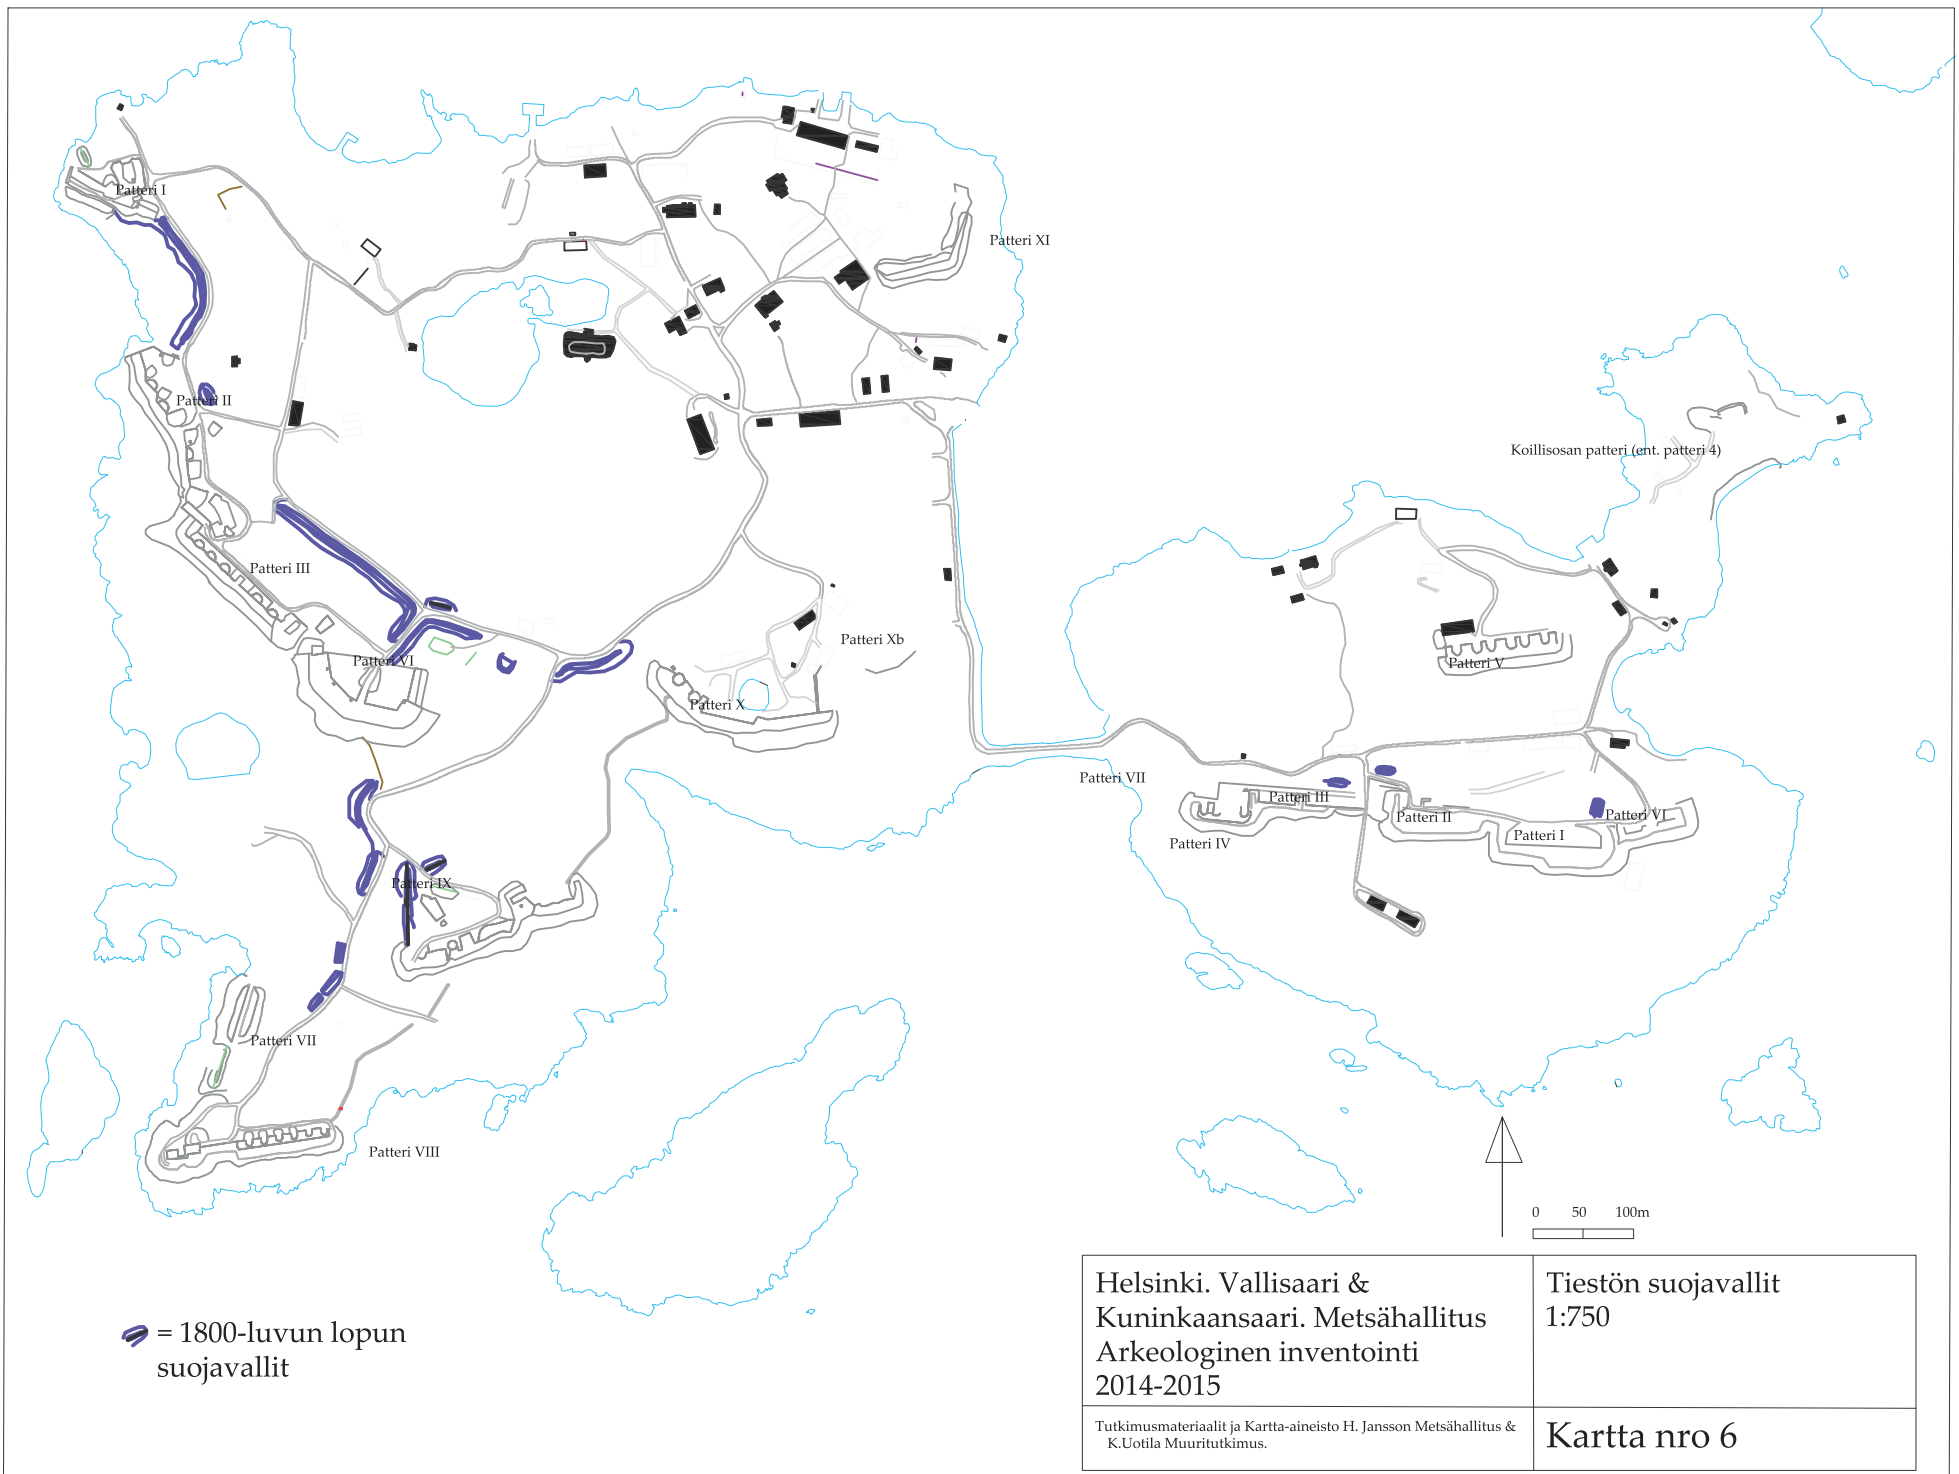 Patteri I
Patteri XI
Patteri II
Koillisosan patteri (ent. patteri 4)
Patteri III
Patteri Xb
Patteri VI
Patteri V
Patteri X
Patteri VII
Patteri III
Patteri II
Patteri VI
Patteri I
Patteri IV
Patteri IX
Patteri VII
Patteri VIII
0 50 100m
Helsinki. Vallisaari &
Kuninkaansaari. Metsähallitus
Arkeologinen inventointi
2014-2015
Tiestön suojavallit
1:750
= 1800-luvun lopun
suojavallit
Tutkimusmateriaalit ja Kartta-aineisto H. Jansson Metsähallitus &
K.Uotila Muuritutkimus.
Kartta nro 6